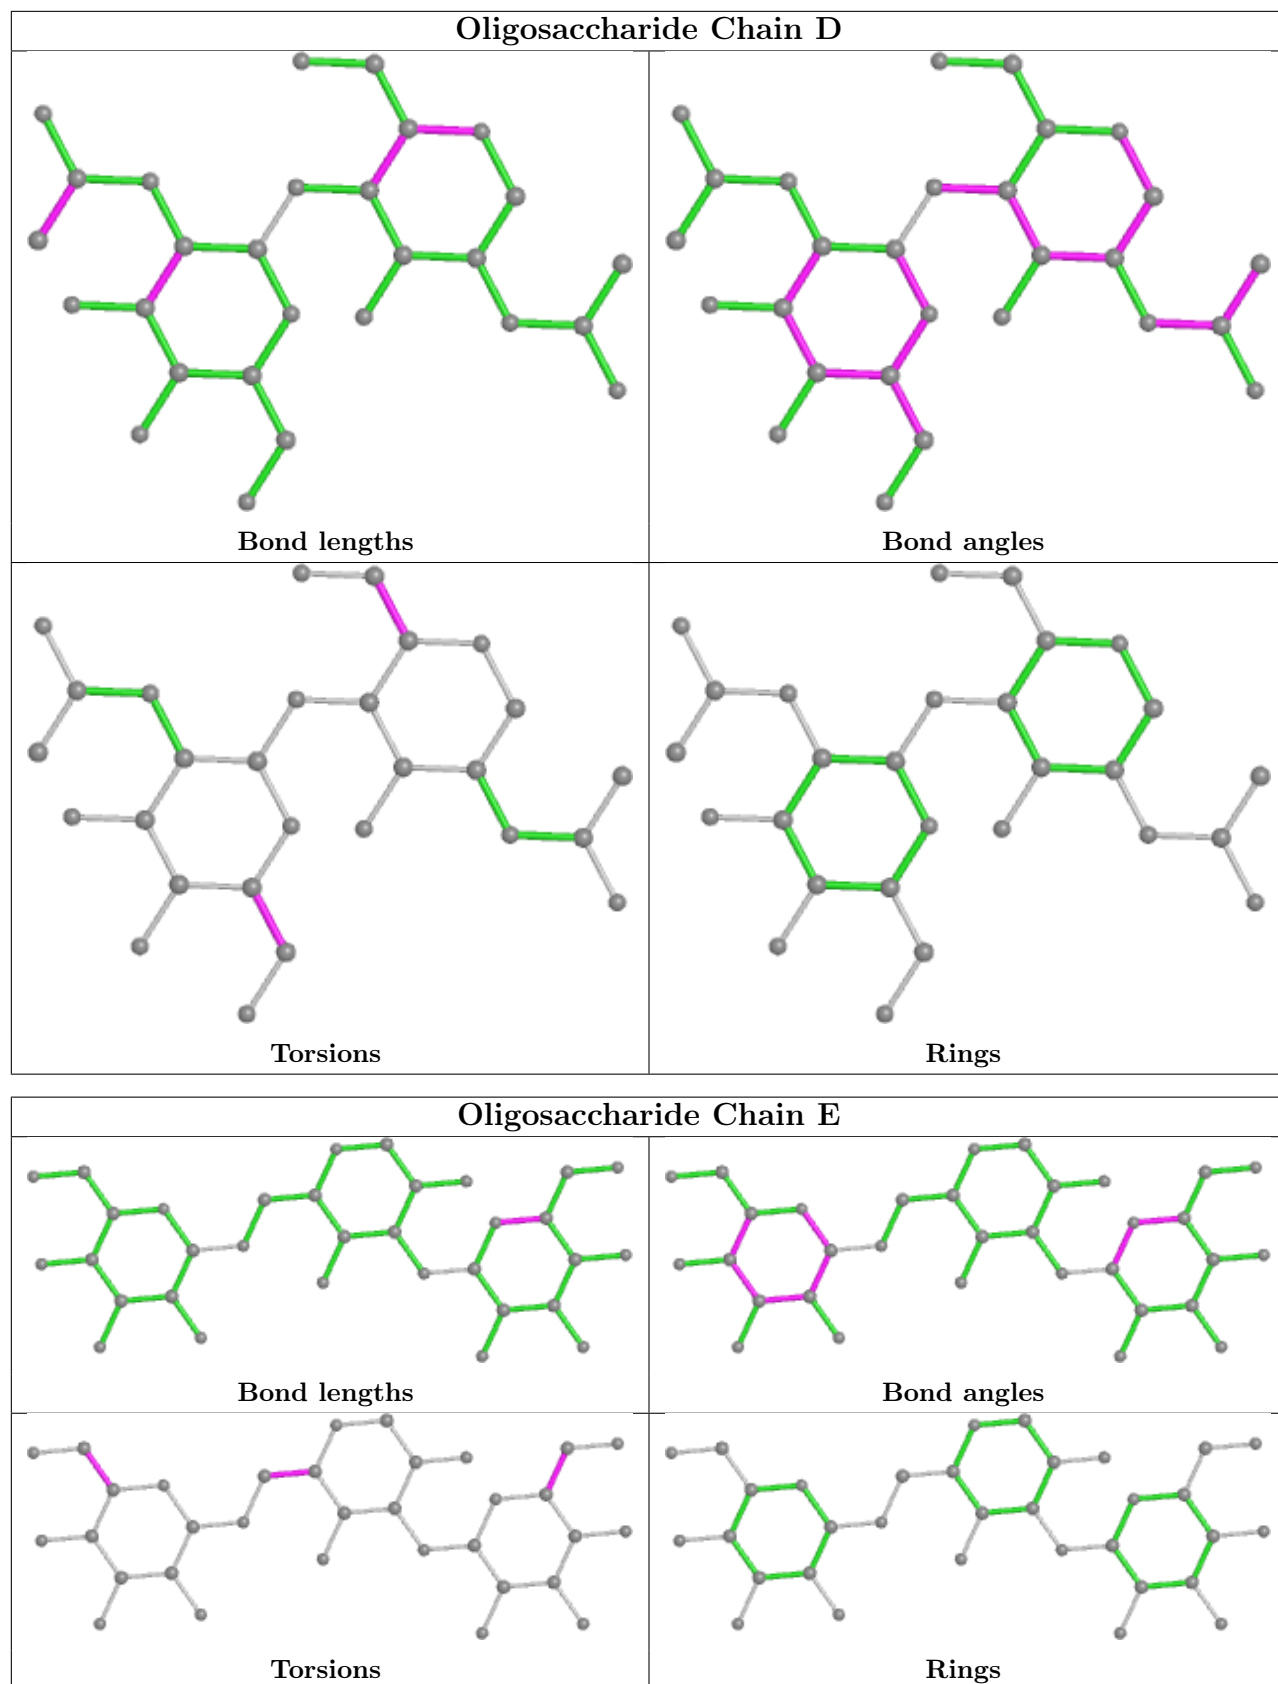 Oligosaccharide Chain D
Bond lengths
Bond angles
Torsions
Rings
Oligosaccharide Chain E
Bond lengths
Bond angles
Torsions
Rings